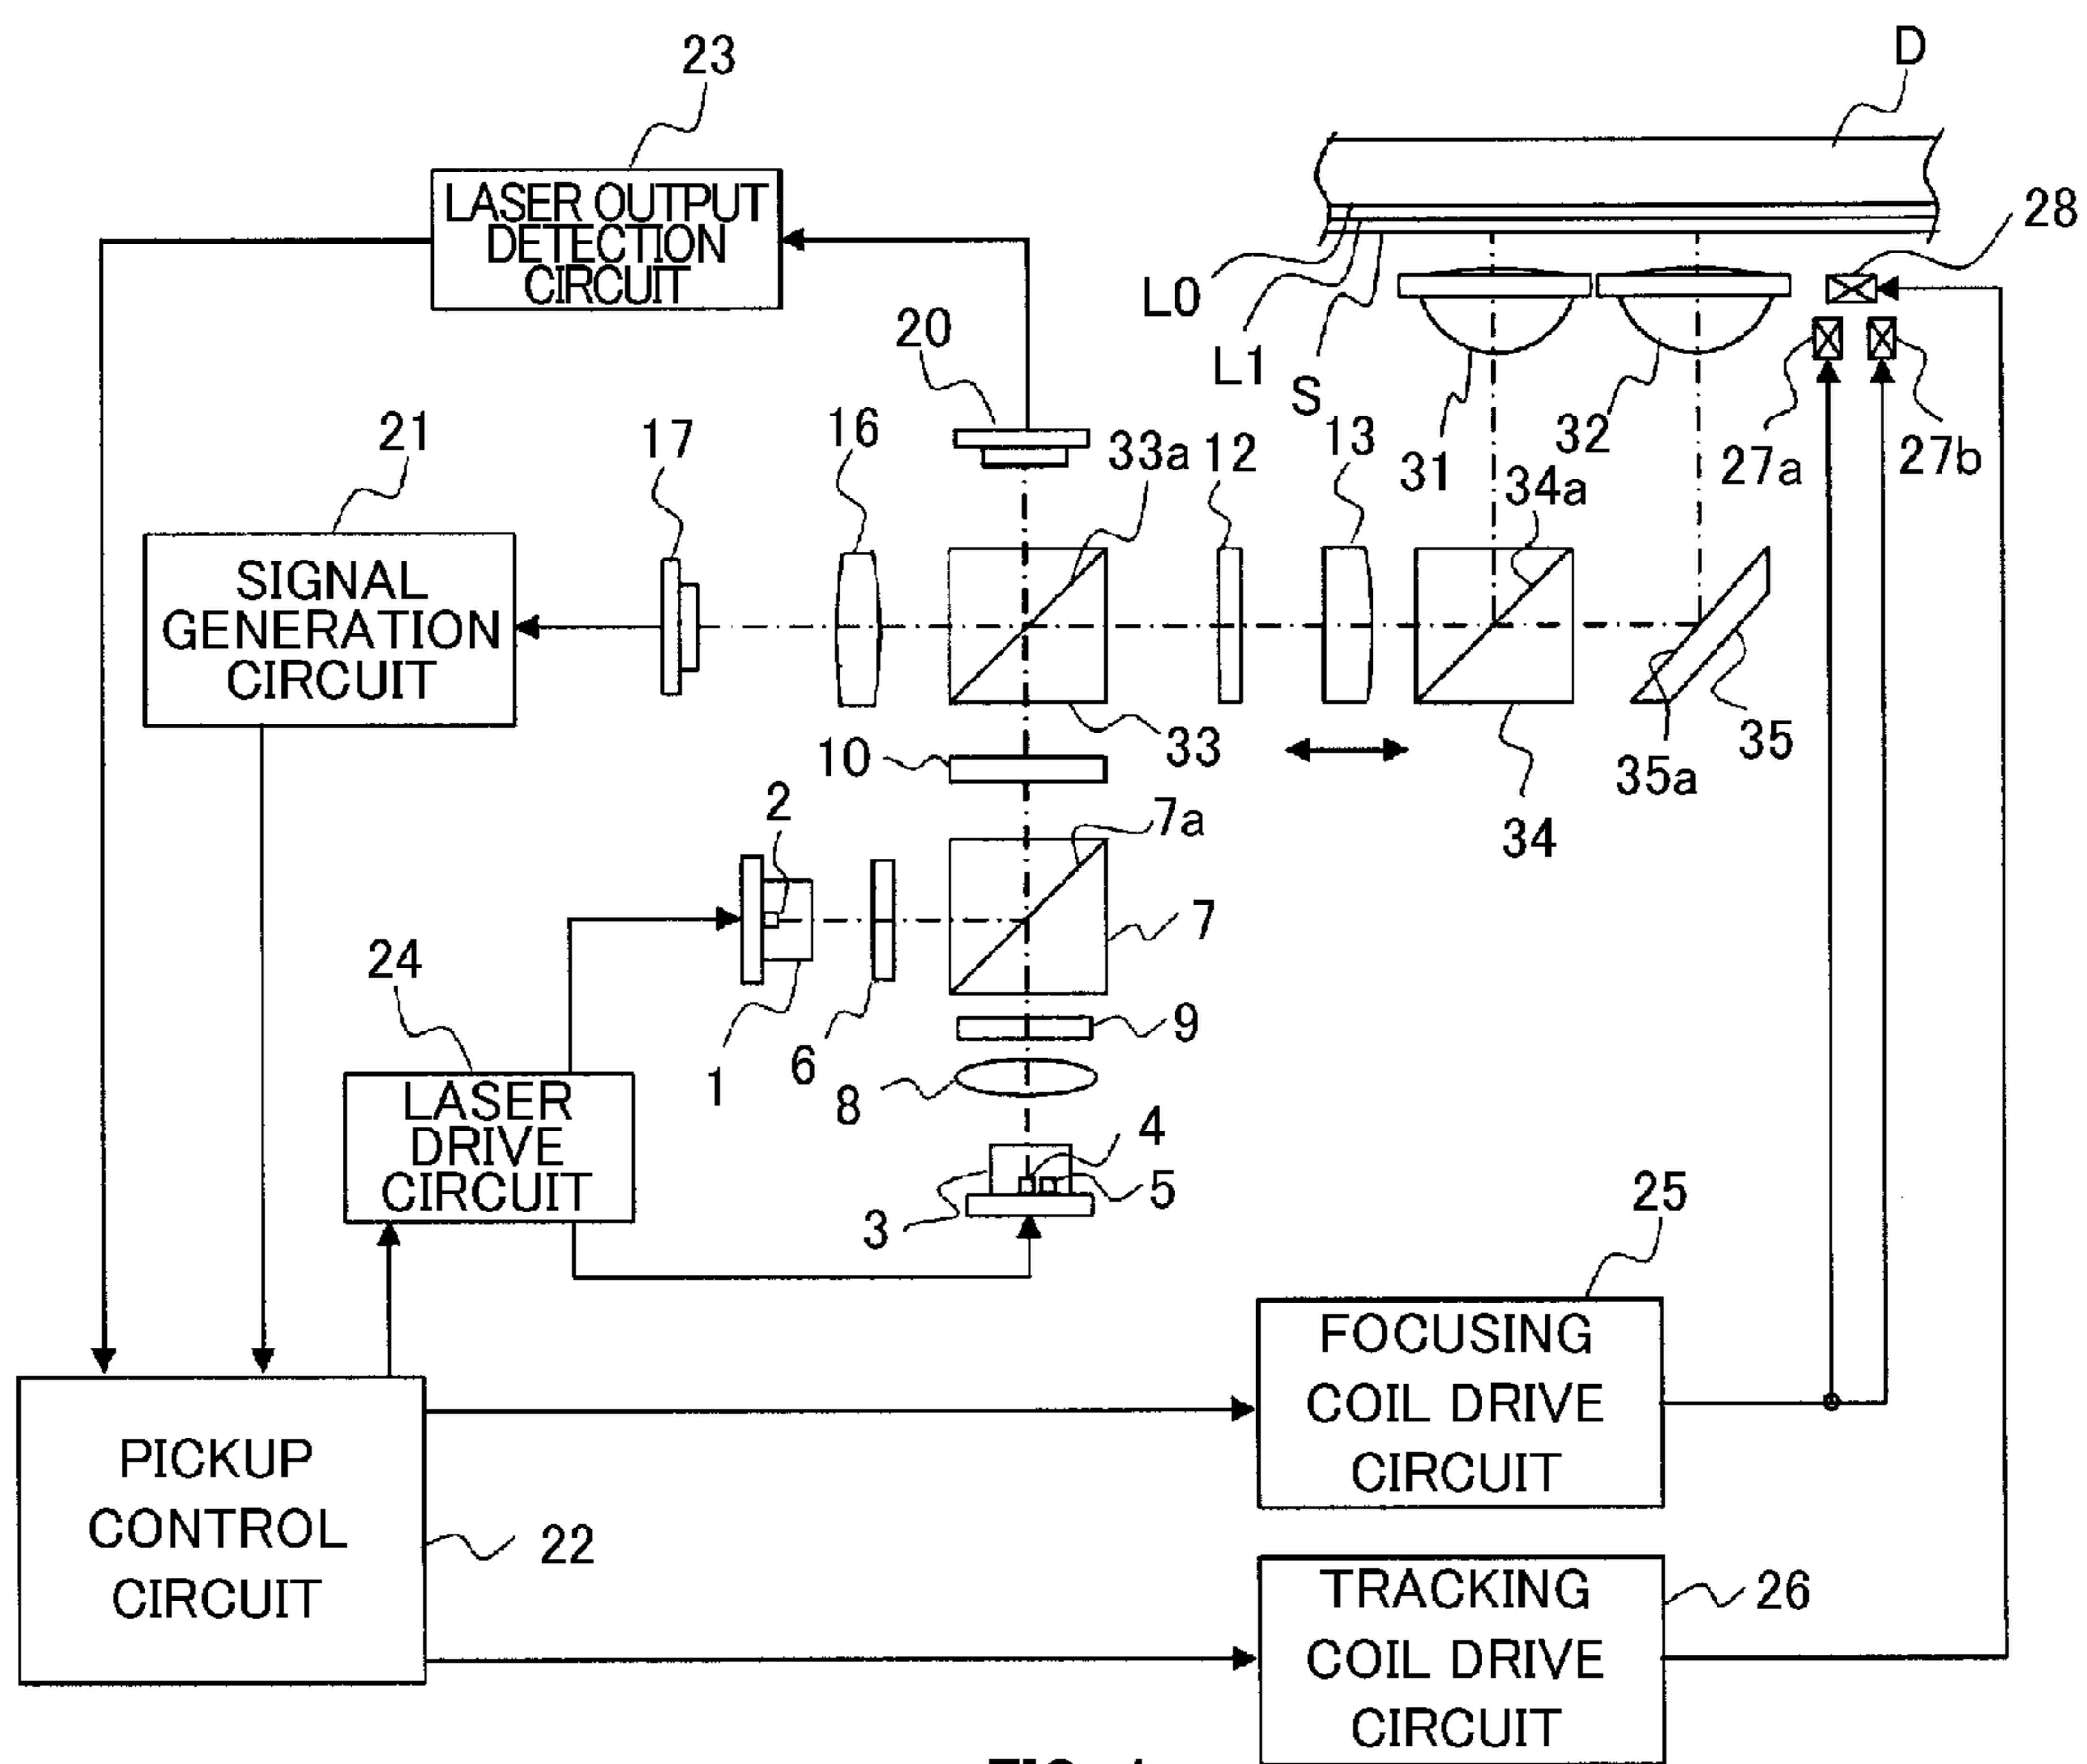 23
D
LASER OUTPUT
DETECTION
CIRCUIT
28
L0
L1
S
20
31
32
27a
27b
21
17
16
33a
12
13
34a
SIGNAL
GENERATION
CIRCUIT
10
33
35a
35
34
2
7a
7
24
1
6
9
8
LASER
DRIVE
CIRCUIT
4
5
3
25
FOCUSING
COIL DRIVE
CIRCUIT
PICKUP
CONTROL
CIRCUIT
22
TRACKING
COIL DRIVE
CIRCUIT
26